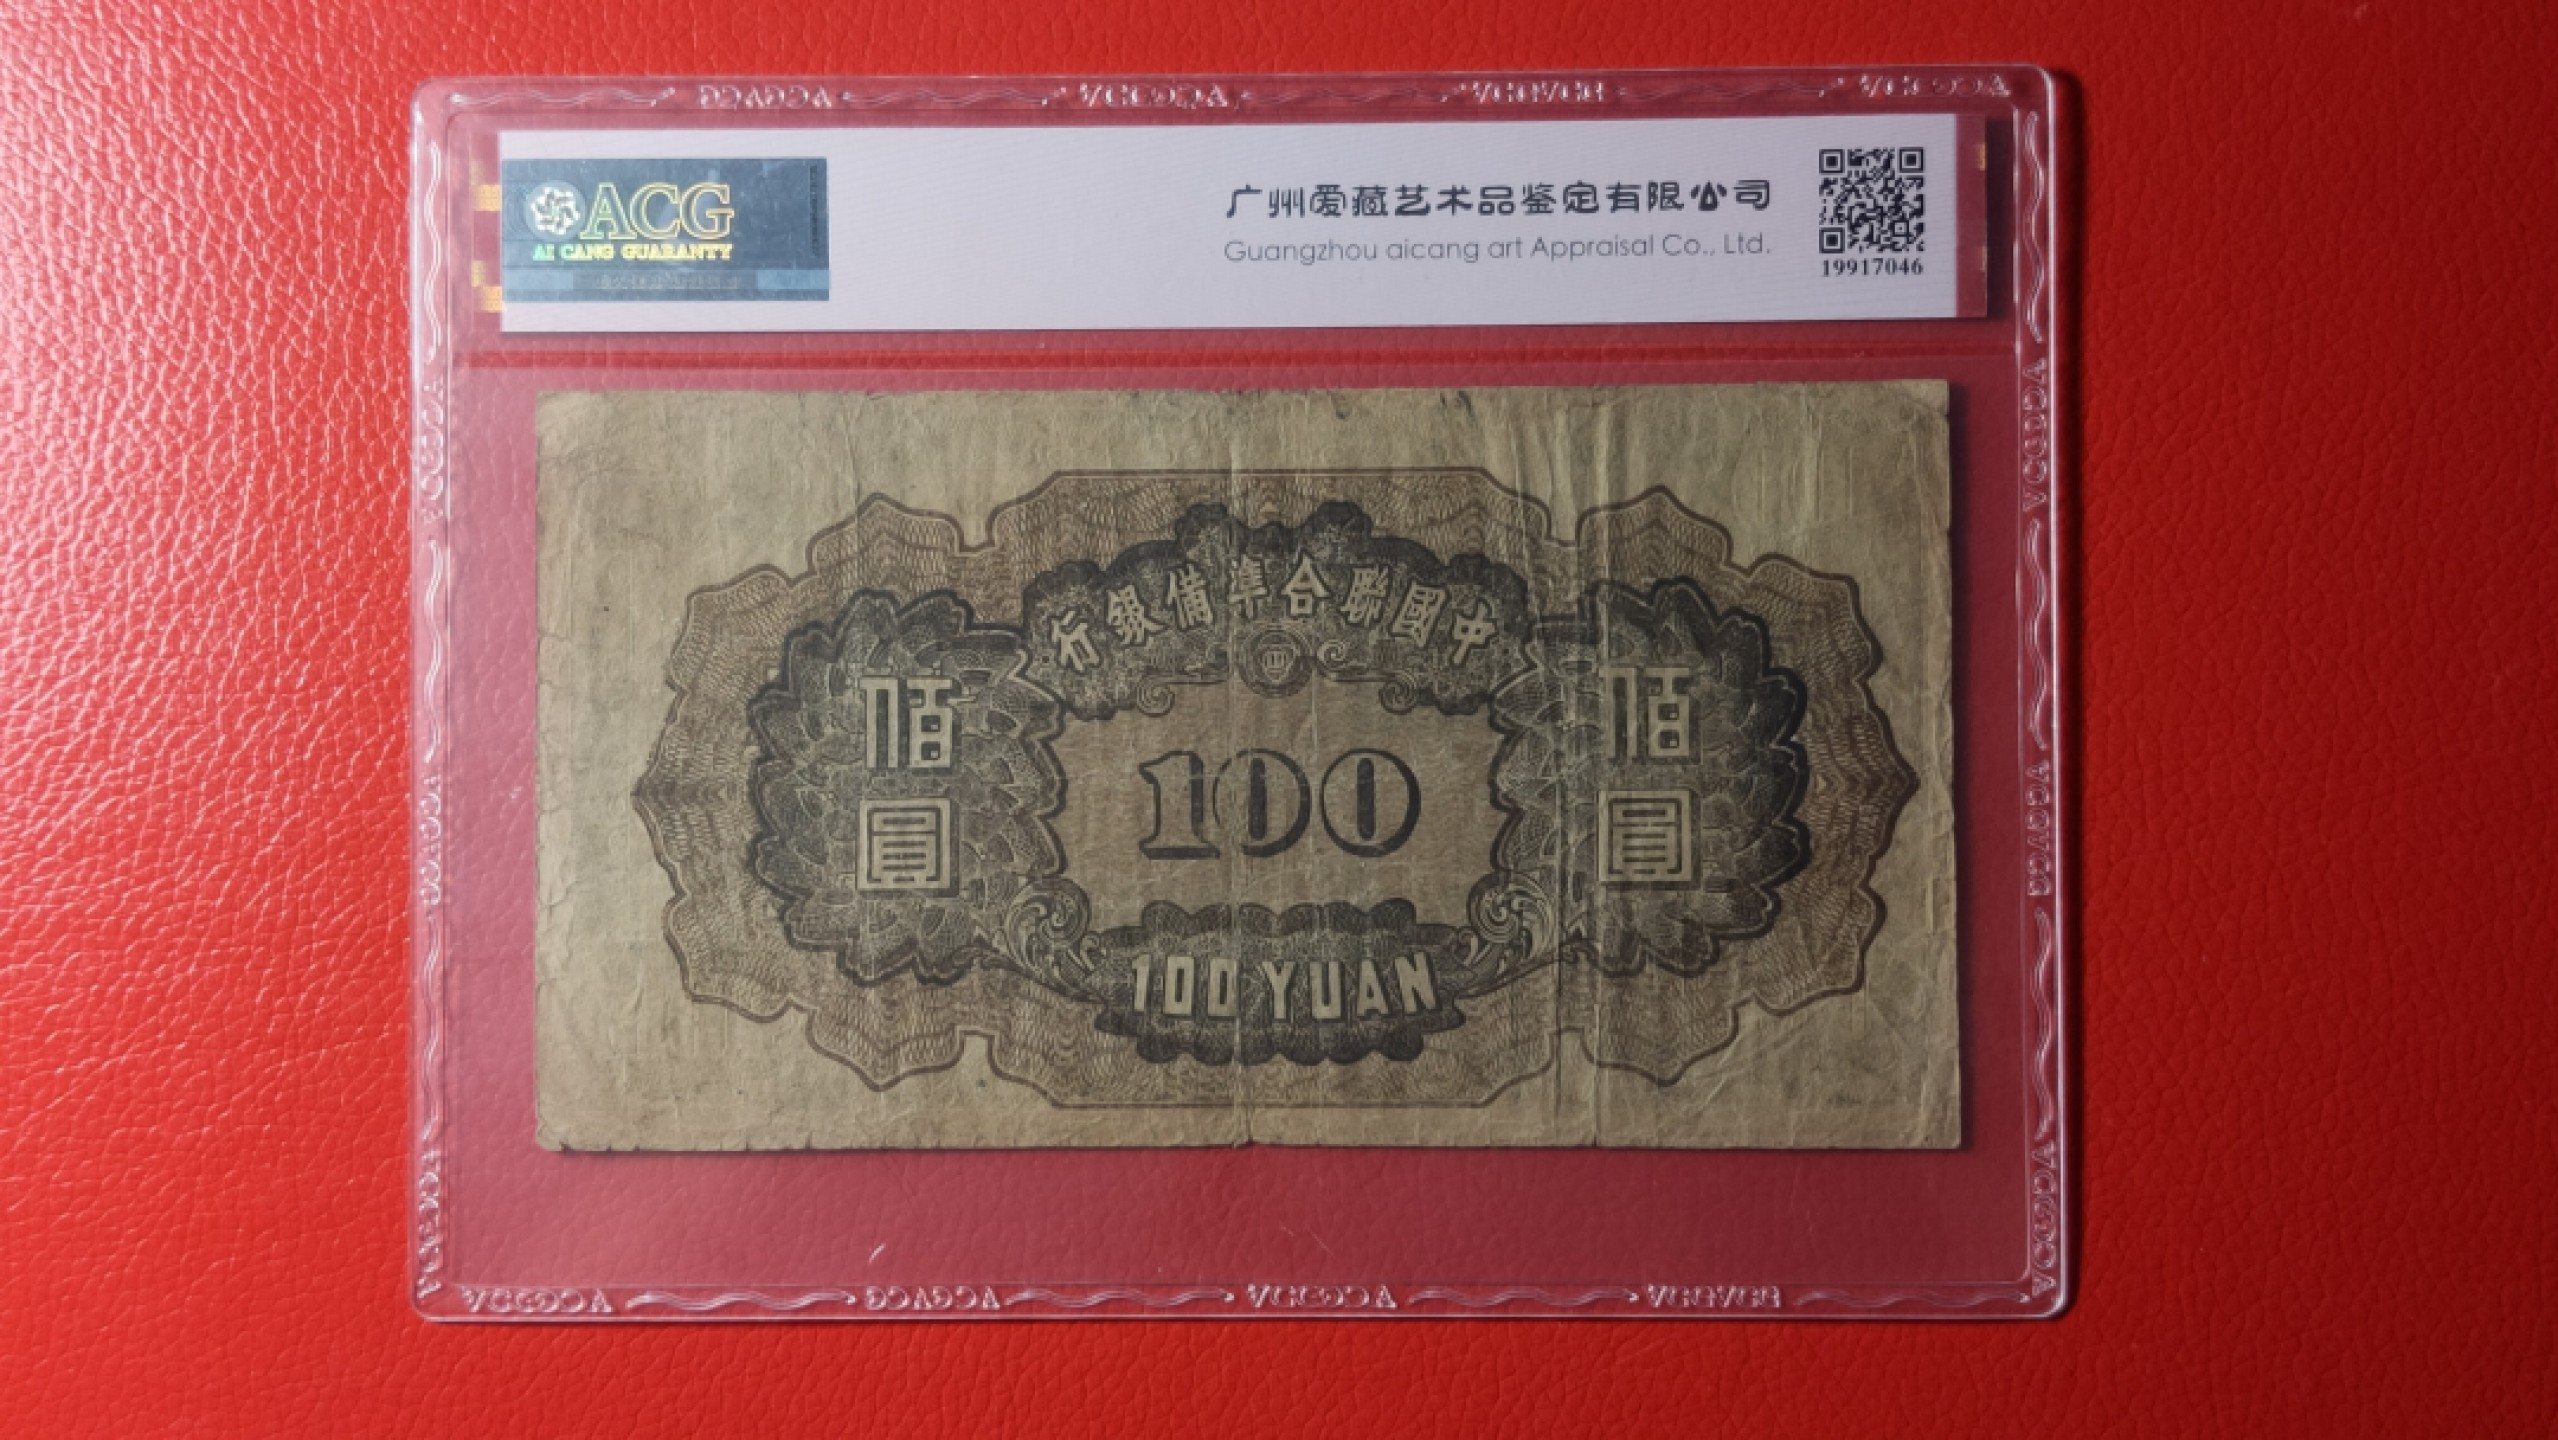 ACG
AI CANG GUARANTY
广州爱藏艺术品鉴定有限公司
Guangzhou aicang art Appraisal Co., Ltd.
19917046
行銀備準合聯國中
佰圓
100
佰圓
100 YUAN